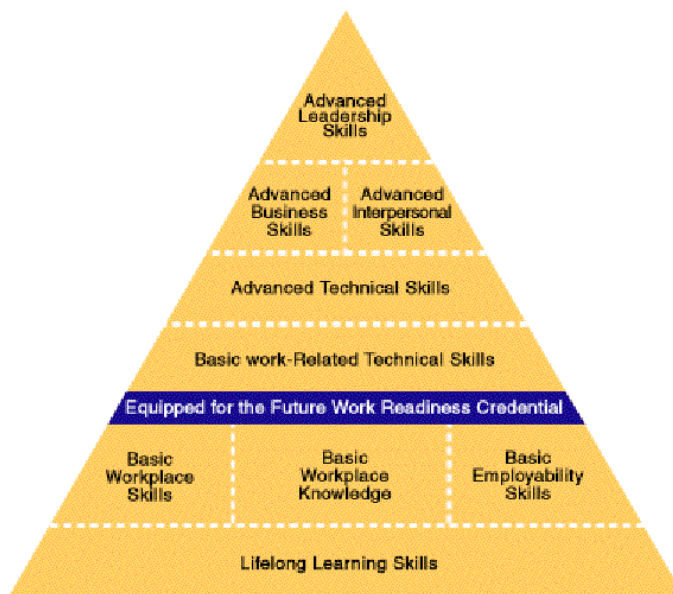 Advanced
Leadership
Skills
Advanced
Business
Skills
Advanced
Interpersonal
Skills
Advanced Technical Skills
Basic work-Related Technical Skills
Equipped for the Future Work Readiness Credential
Basic
Workplace
Skills
Basic
Workplace
Knowledge
Basic
Employability
Skills
Lifelong Learning Skills